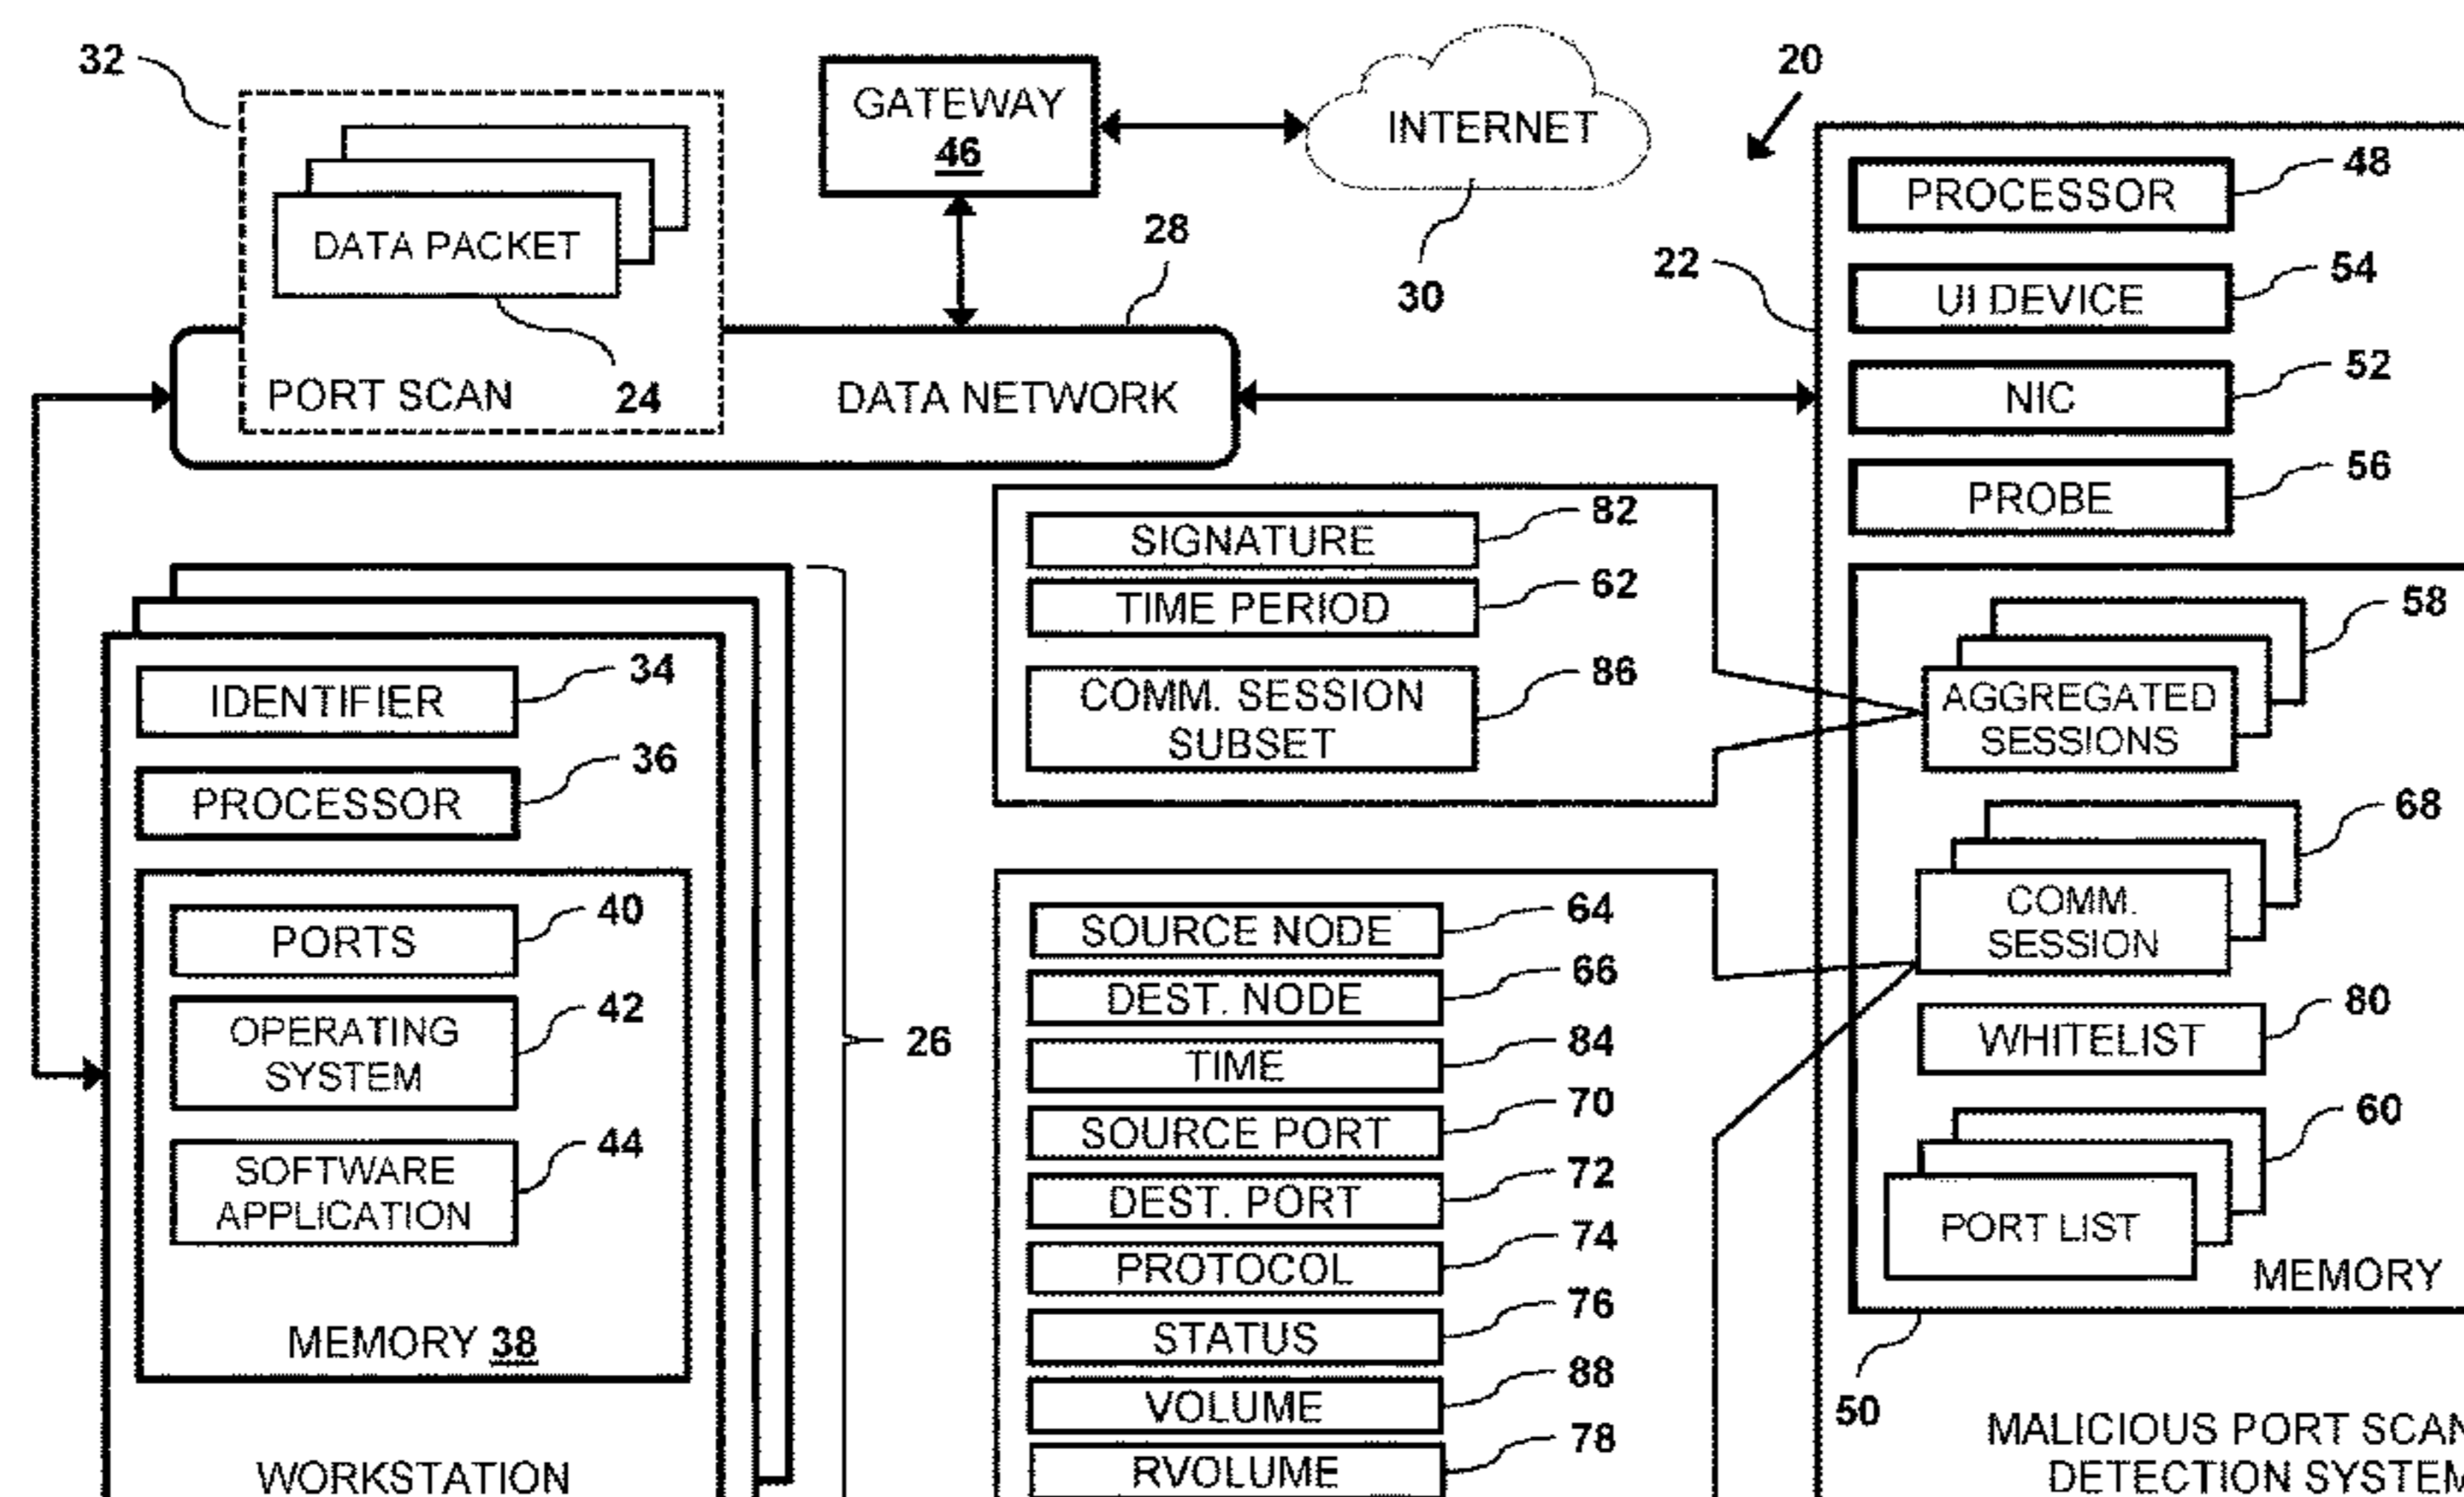 32
DATA PACKET
24
PORT SCAN
GATEWAY
46
INTERNET
30
28
DATA NETWORK
20
22
PROCESSOR
48
UI DEVICE
54
NIC
52
PROBE
56
SIGNATURE
82
TIME PERIOD
62
COMM. SESSION
SUBSET
86
IDENTIFIER
34
PROCESSOR
36
PORTS
40
OPERATING
SYSTEM
42
SOFTWARE
APPLICATION
44
MEMORY 38
WORKSTATION
26
SOURCE NODE
64
DEST. NODE
66
TIME
84
SOURCE PORT
70
DEST. PORT
72
PROTOCOL
74
STATUS
76
VOLUME
88
RVOLUME
78
AGGREGATED
SESSIONS
58
COMM.
SESSION
68
WHITELIST
80
PORT LIST
60
MEMORY
50
MALICIOUS PORT SCAN
DETECTION SYSTEM